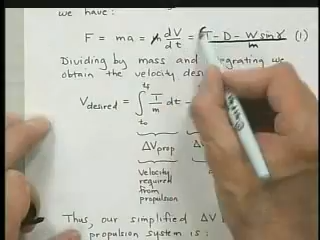 we have:
F = ma = m dV/dt = T - D - W sin γ / m (1)
Dividing by mass and integrating we
obtain the velocity
V desired = ∫ t₀ tf T/m dt -
ΔV prop
Velocity
required
from
propulsion
Thus, our simplified ΔV
propulsion system is: